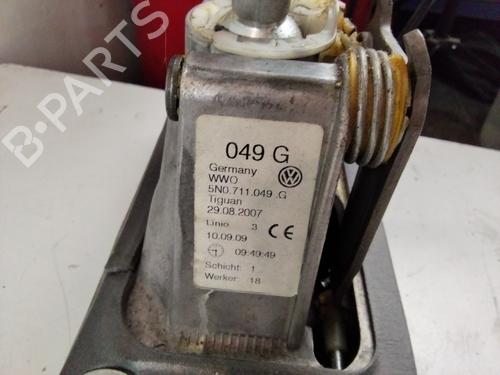 B-PARTS
049 G
Germany
WWO
5N0.711.049 .G
Tiguan
29.08.2007
Linie 3 CE
10.09.09
09:49:49
Schicht: 1
Werker: 18